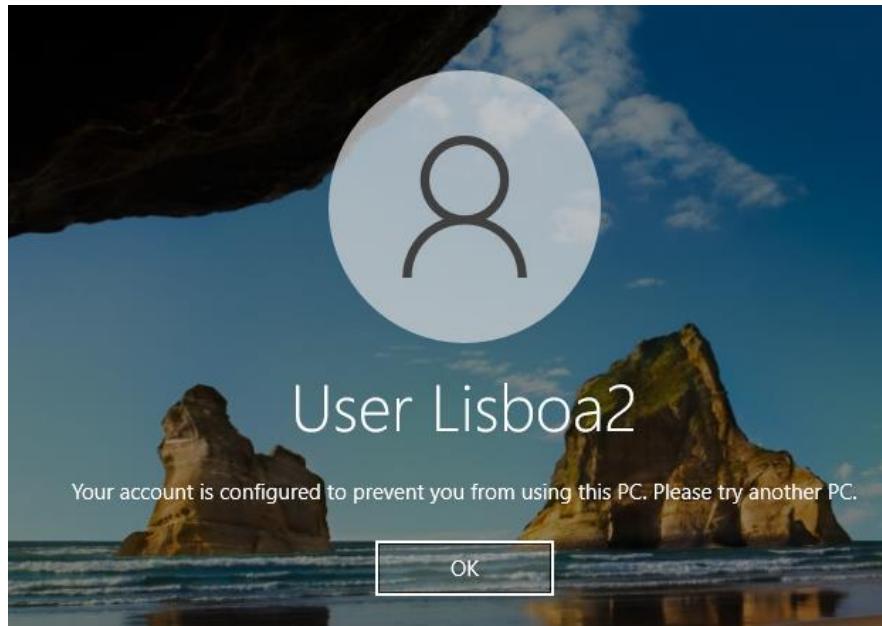 User Lisboa2
Your account is configured to prevent you from using this PC. Please try another PC.
OK